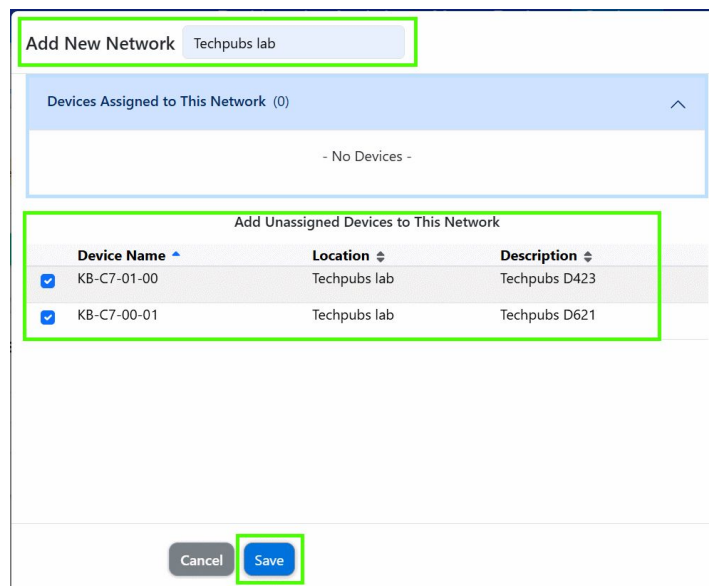 Add New Network Techpubs lab
Devices Assigned to This Network (0)
- No Devices -
Add Unassigned Devices to This Network
Device Name Location Description
KB-C7-01-00 Techpubs lab Techpubs D423
KB-C7-00-01 Techpubs lab Techpubs D621
Cancel Save